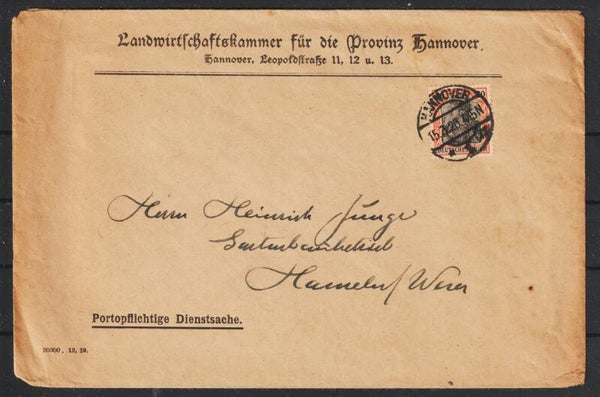 Landwirtschaftskammer für die Provinz Hannover.
Hannover, Leopoldstraße 11, 12 u. 13.
HANNOVER
Herrn Heinrich Junge
Gartenbaubetrieb
Hameln/Weser
Portopflichtige Dienstsache.
20000. 12. 19.